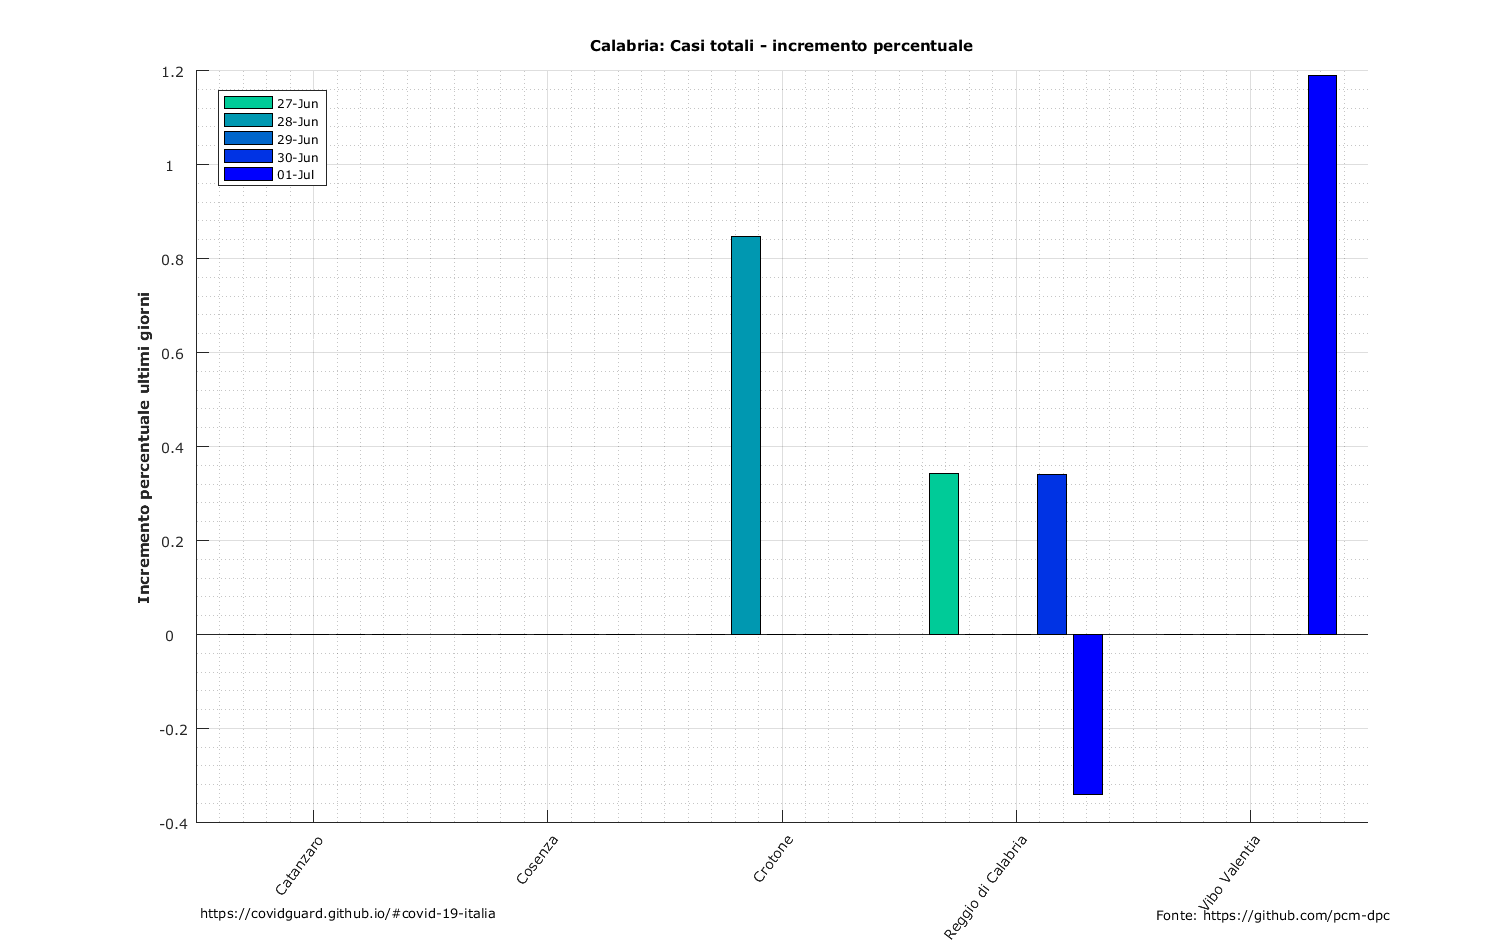 Calabria: Casi totali - incremento percentuale
Incremento percentuale ultimi giorni
1.2
1
0.8
0.6
0.4
0.2
0
-0.2
-0.4
27-Jun
28-Jun
29-Jun
30-Jun
01-Jul
Catanzaro
Cosenza
Crotone
Reggio di Calabria
Vibo Valentia
https://covidguard.github.io/#covid-19-italia
Fonte: https://github.com/pcm-dpc